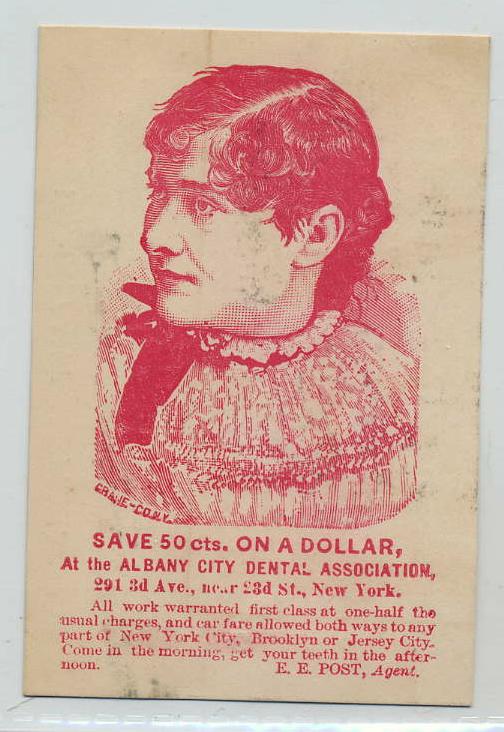 CRANE-CO.N.Y.
SAVE 50 cts. ON A DOLLAR,
At the ALBANY CITY DENTAL ASSOCIATION,
291 3d Ave., near 23d St., New York.
All work warranted first class at one-half the
usual charges, and car fare allowed both ways to any
part of New York City, Brooklyn or Jersey City.
Come in the morning, get your teeth in the after-
noon. E. E. POST, Agent.